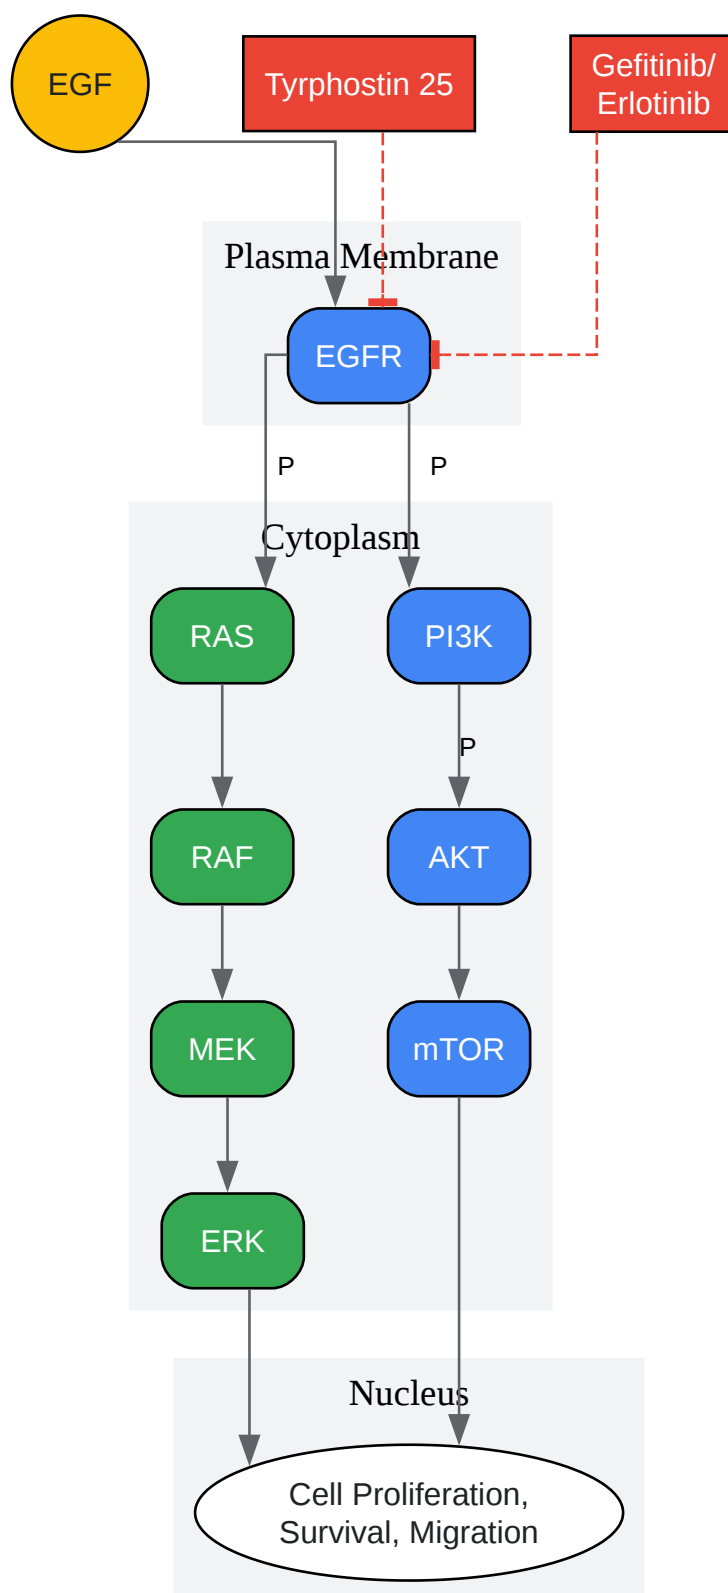 EGF
Tyrphostin 25
Gefitinib/
Erlotinib
Plasma Membrane
EGFR
P
P
Cytoplasm
RAS
PI3K
P
RAF
AKT
MEK
mTOR
ERK
Nucleus
Cell Proliferation,
Survival, Migration